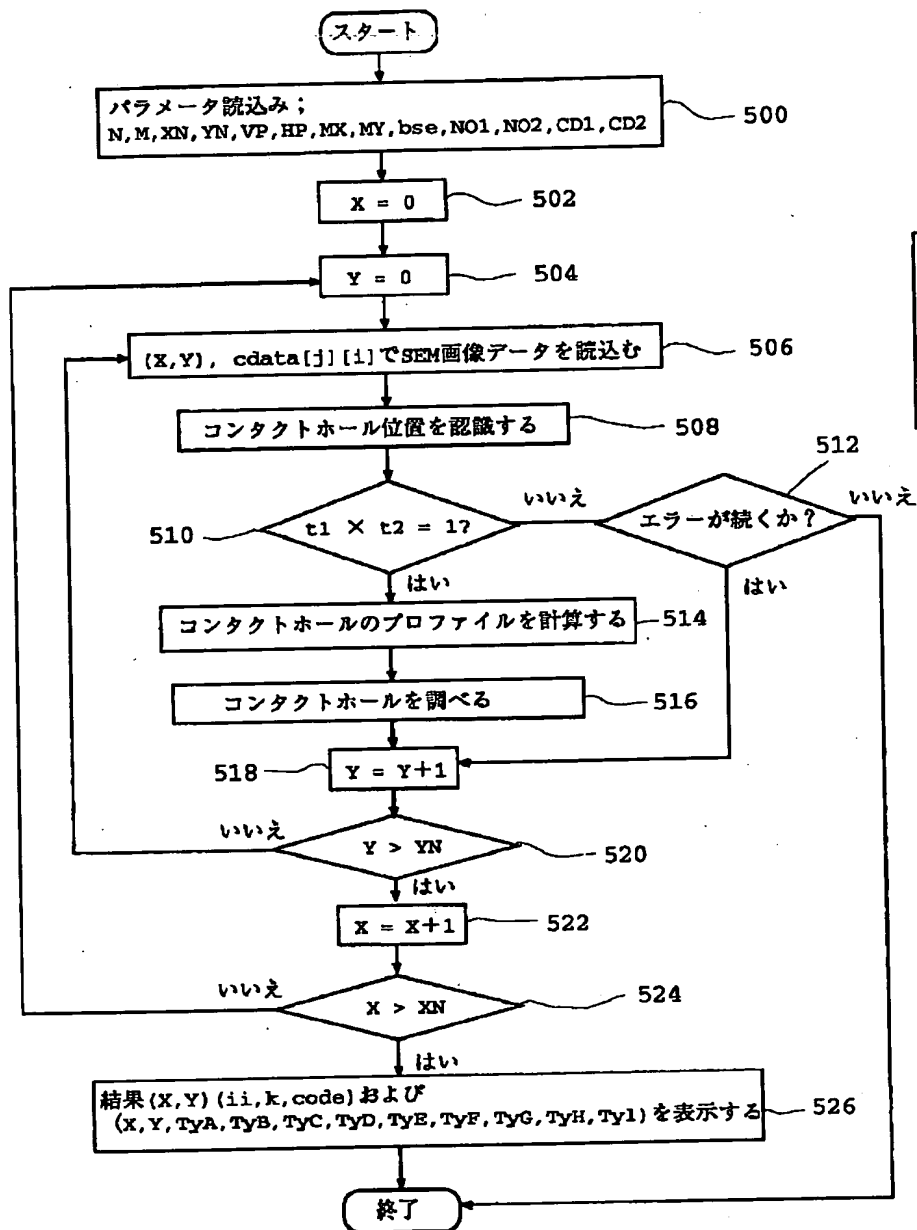 スタート
パラメータ読込み;
N,M,XN,YN,VP,HP,MX,MY,bse,NO1,NO2,CD1,CD2
500
X = 0
502
Y = 0
504
(X,Y), cdata[j][i]でSEM画像データを読込む
506
コンタクトホール位置を認識する
508
512
510
t1 × t2 = 1?
いいえ
エラーが続くか?
いいえ
はい
はい
コンタクトホールのプロファイルを計算する
514
コンタクトホールを調べる
516
518
Y = Y+1
いいえ
Y > YN
520
はい
X = X+1
522
いいえ
X > XN
524
はい
結果(X,Y)(ii,k,code)および
(X,Y,TyA,TyB,TyC,TyD,TyE,TyF,TyG,TyH,Ty1)を表示する
526
終了